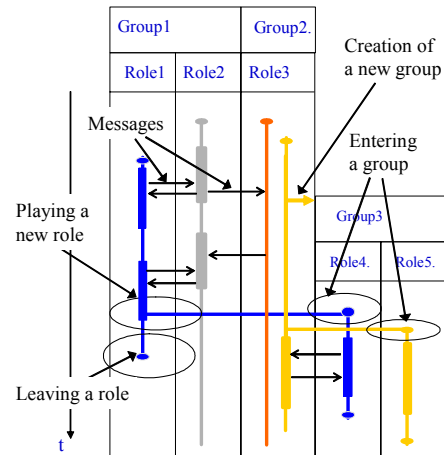 Group1
Group2.
Creation of
a new group
Role1
Role2
Role3
Messages
Entering
a group
Playing a
new role
Group3
Role4.
Role5.
Leaving a role
t